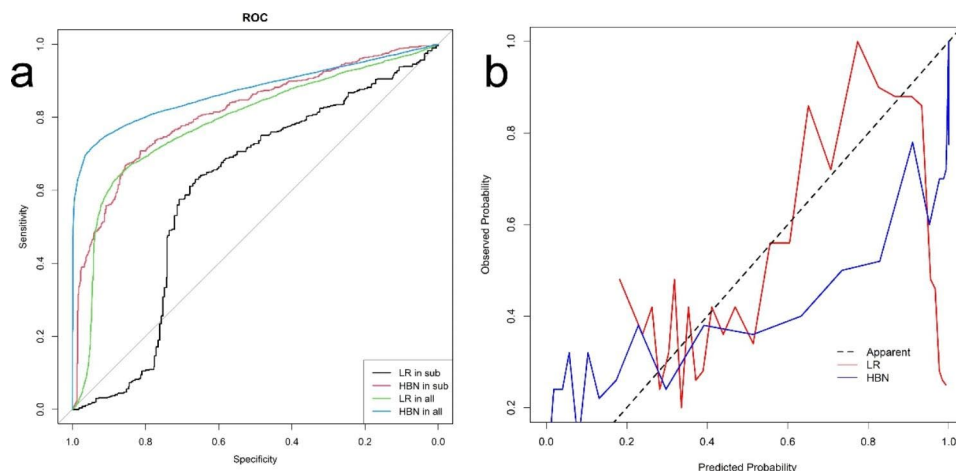 a
ROC
Sensitivity
1.0
0.8
0.6
0.4
0.2
0.0
1.0 0.8 0.6 0.4 0.2 0.0
Specificity
LR in sub
HBN in sub
LR in all
HBN in all
b
Observed Probability
1.0
0.8
0.6
0.4
0.2
0.0 0.2 0.4 0.6 0.8 1.0
Predicted Probability
Apparent
LR
HBN